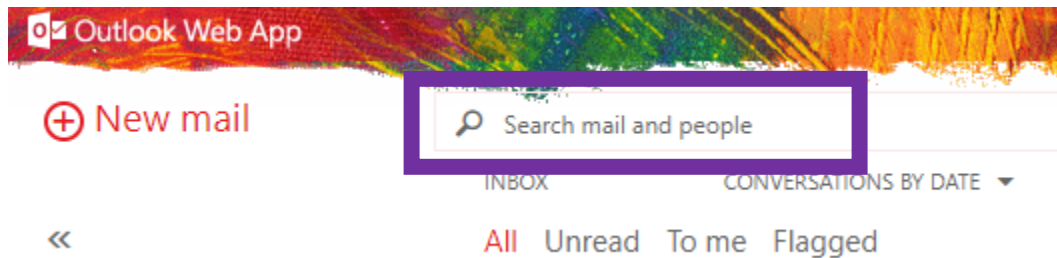 Outlook Web App
New mail
Search mail and people
INBOX CONVERSATIONS BY DATE
All Unread To me Flagged